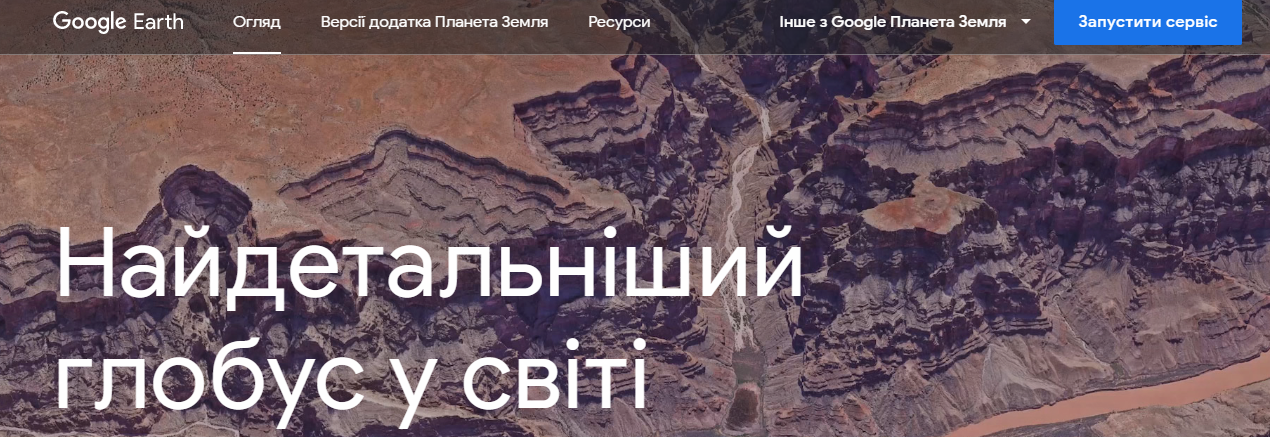 Google Earth Огляд Версії додатка Планета Земля Ресурси Інше з Google Планета Земля Запустити сервіс
Найдетальніший
глобус у світі